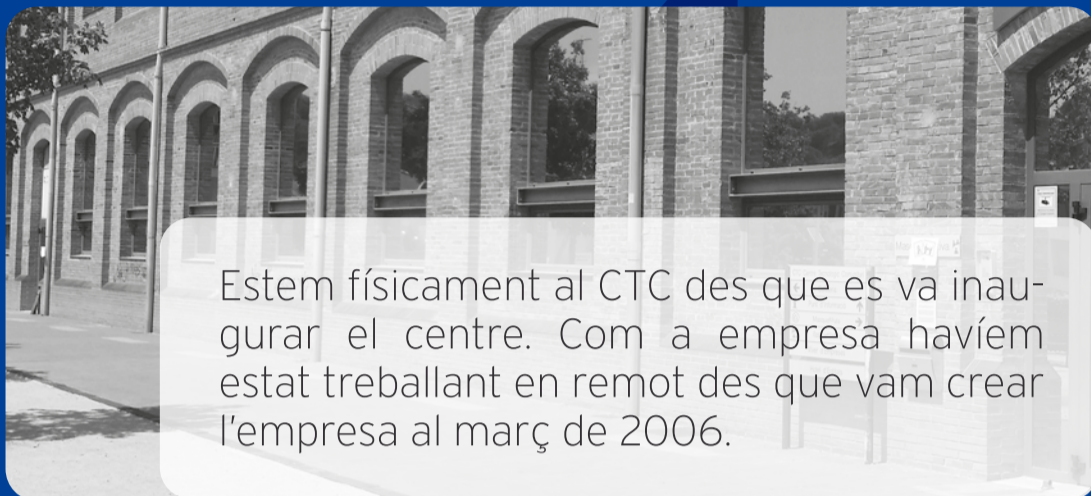 Estem físicament al CTC des que es va inau-
gurar el centre. Com a empresa havíem
estat treballant en remot des que vam crear
l'empresa al març de 2006.